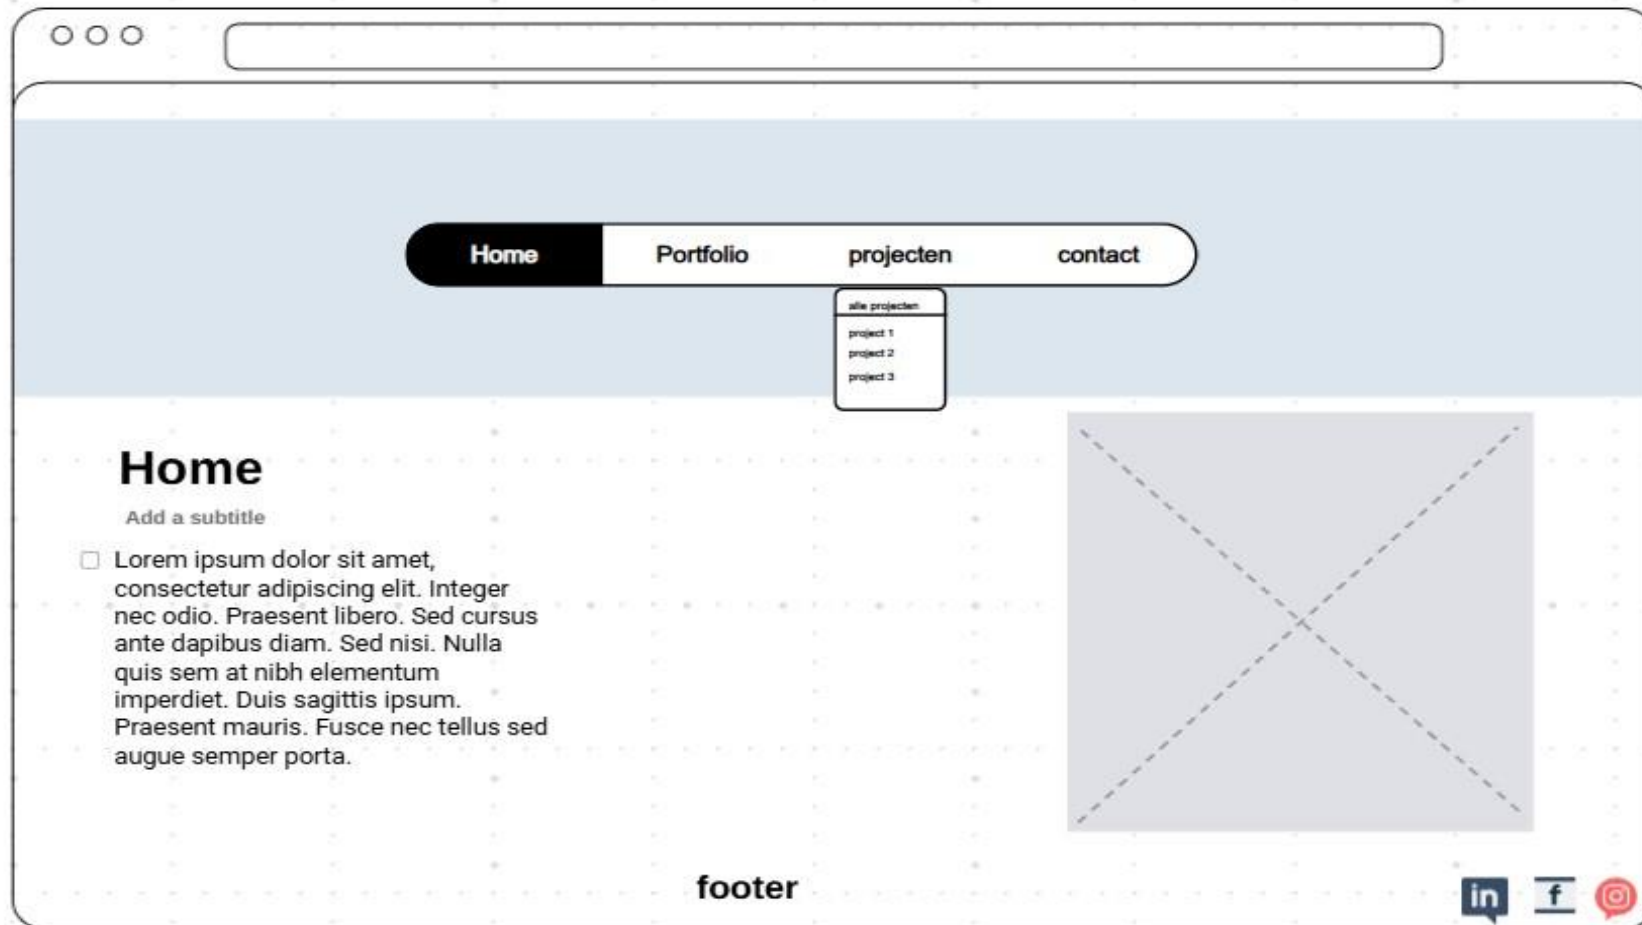 Home Portfolio projecten contact
alle projecten
project 1
project 2
project 3
Home
Add a subtitle
Lorem ipsum dolor sit amet,
consectetur adipiscing elit. Integer
nec odio. Praesent libero. Sed cursus
ante dapibus diam. Sed nisi. Nulla
quis sem at nibh elementum
imperdiet. Duis sagittis ipsum.
Praesent mauris. Fusce nec tellus sed
augue semper porta.
footer
in f